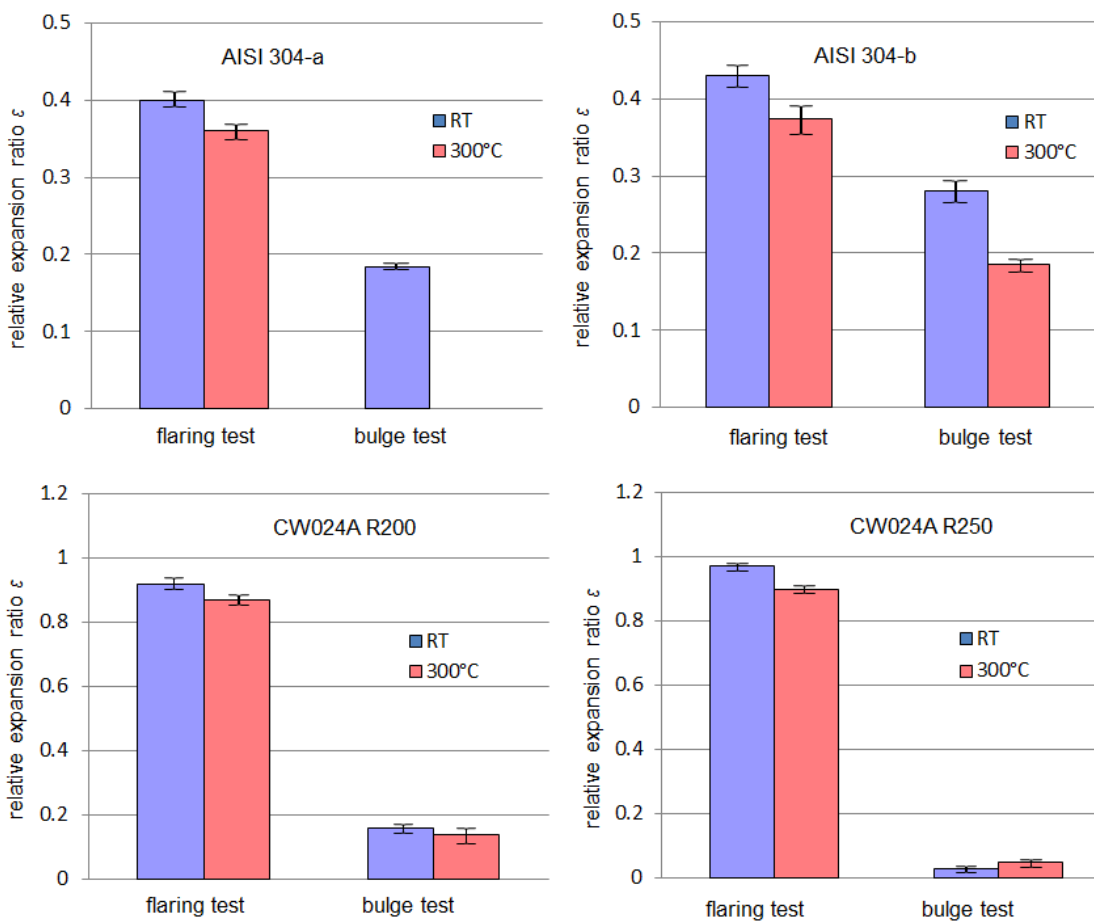 AISI 304-a
relative expansion ratio ε
0.5
0.4
0.3
0.2
0.1
0
RT
300°C
flaring test
bulge test
AISI 304-b
relative expansion ratio ε
0.5
0.4
0.3
0.2
0.1
0
RT
300°C
flaring test
bulge test
CW024A R200
relative expansion ratio ε
1.2
1
0.8
0.6
0.4
0.2
0
RT
300°C
flaring test
bulge test
CW024A R250
relative expansion ratio ε
1.2
1
0.8
0.6
0.4
0.2
0
RT
300°C
flaring test
bulge test